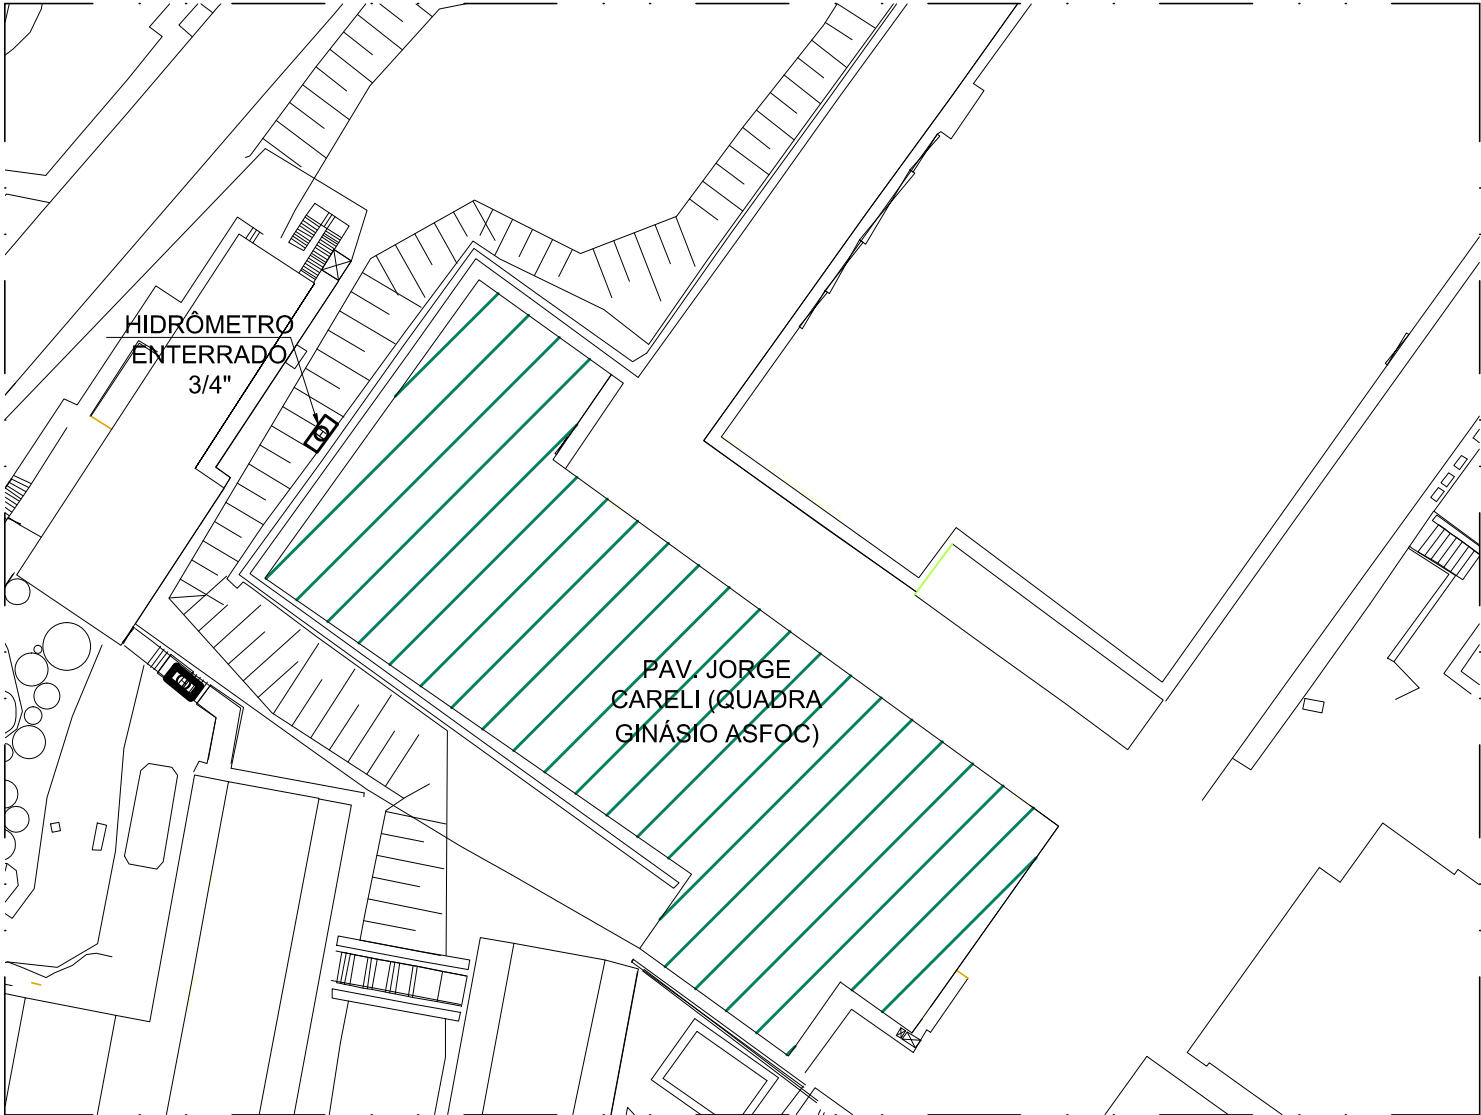 HIDRÔMETRO
ENTERRADO
3/4"
PAV. JORGE
CARELI (QUADRA
GINÁSIO ASFOC)